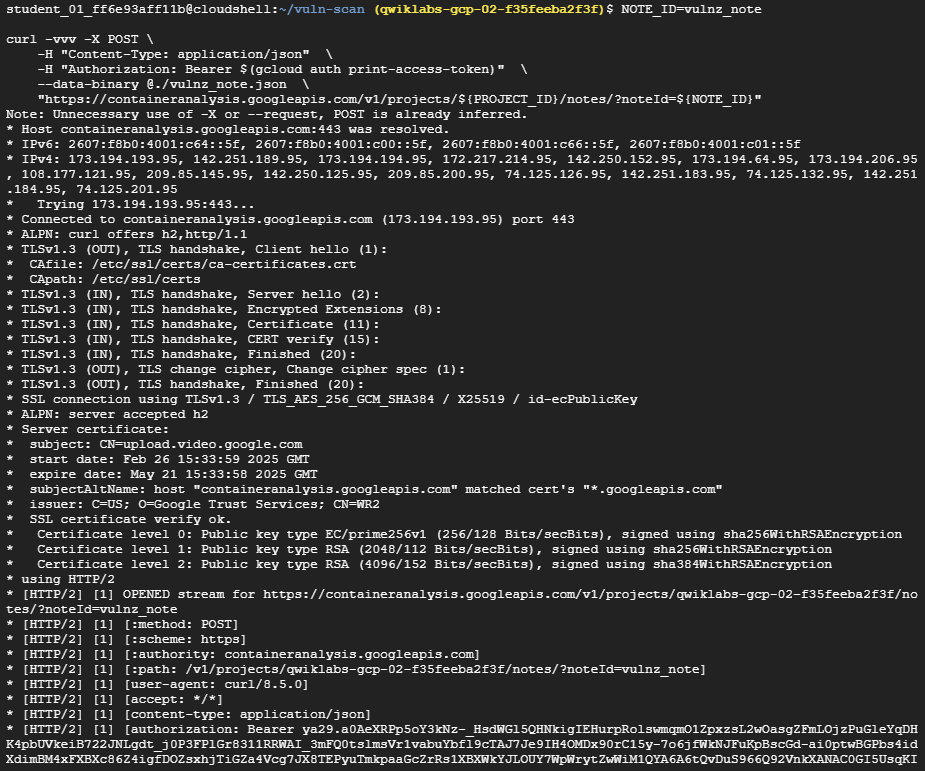 student_01_ff6e93aff11b@cloudshell:~/vuln-scan (qwiklabs-gcp-02-f35feeba2f3f)$ NOTE_ID=vulnz_note
curl -vvv -X POST \
-H "Content-Type: application/json" \
-H "Authorization: Bearer $(gcloud auth print-access-token)" \
--data-binary @./vulnz_note.json \
"https://containeranalysis.googleapis.com/v1/projects/${PROJECT_ID}/notes/?noteId=${NOTE_ID}"
Note: Unnecessary use of -X or --request, POST is already inferred.
* Host containeranalysis.googleapis.com:443 was resolved.
* IPv6: 2607:f8b0:4001:c64::5f, 2607:f8b0:4001:c00::5f, 2607:f8b0:4001:c66::5f, 2607:f8b0:4001:c01::5f
* IPv4: 173.194.193.95, 142.251.189.95, 173.194.194.95, 172.217.214.95, 142.250.152.95, 173.194.64.95, 173.194.206.95
, 108.177.121.95, 209.85.145.95, 142.250.125.95, 209.85.200.95, 74.125.126.95, 142.251.183.95, 74.125.132.95, 142.251
.184.95, 74.125.201.95
*   Trying 173.194.193.95:443...
* Connected to containeranalysis.googleapis.com (173.194.193.95) port 443
* ALPN: curl offers h2,http/1.1
* TLSv1.3 (OUT), TLS handshake, Client hello (1):
*  CAfile: /etc/ssl/certs/ca-certificates.crt
*  CApath: /etc/ssl/certs
* TLSv1.3 (IN), TLS handshake, Server hello (2):
* TLSv1.3 (IN), TLS handshake, Encrypted Extensions (8):
* TLSv1.3 (IN), TLS handshake, Certificate (11):
* TLSv1.3 (IN), TLS handshake, CERT verify (15):
* TLSv1.3 (IN), TLS handshake, Finished (20):
* TLSv1.3 (OUT), TLS change cipher, Change cipher spec (1):
* TLSv1.3 (OUT), TLS handshake, Finished (20):
* SSL connection using TLSv1.3 / TLS_AES_256_GCM_SHA384 / X25519 / id-ecPublicKey
* ALPN: server accepted h2
* Server certificate:
*  subject: CN=upload.video.google.com
*  start date: Feb 26 15:33:59 2025 GMT
*  expire date: May 21 15:33:58 2025 GMT
*  subjectAltName: host "containeranalysis.googleapis.com" matched cert's "*.googleapis.com"
*  issuer: C=US; O=Google Trust Services; CN=WR2
*  SSL certificate verify ok.
*   Certificate level 0: Public key type EC/prime256v1 (256/128 Bits/secBits), signed using sha256WithRSAEncryption
*   Certificate level 1: Public key type RSA (2048/112 Bits/secBits), signed using sha256WithRSAEncryption
*   Certificate level 2: Public key type RSA (4096/152 Bits/secBits), signed using sha384WithRSAEncryption
* using HTTP/2
* [HTTP/2] [1] OPENED stream for https://containeranalysis.googleapis.com/v1/projects/qwiklabs-gcp-02-f35feeba2f3f/no
tes/?noteId=vulnz_note
* [HTTP/2] [1] [:method: POST]
* [HTTP/2] [1] [:scheme: https]
* [HTTP/2] [1] [:authority: containeranalysis.googleapis.com]
* [HTTP/2] [1] [:path: /v1/projects/qwiklabs-gcp-02-f35feeba2f3f/notes/?noteId=vulnz_note]
* [HTTP/2] [1] [user-agent: curl/8.5.0]
* [HTTP/2] [1] [accept: */*]
* [HTTP/2] [1] [content-type: application/json]
* [HTTP/2] [1] [authorization: Bearer